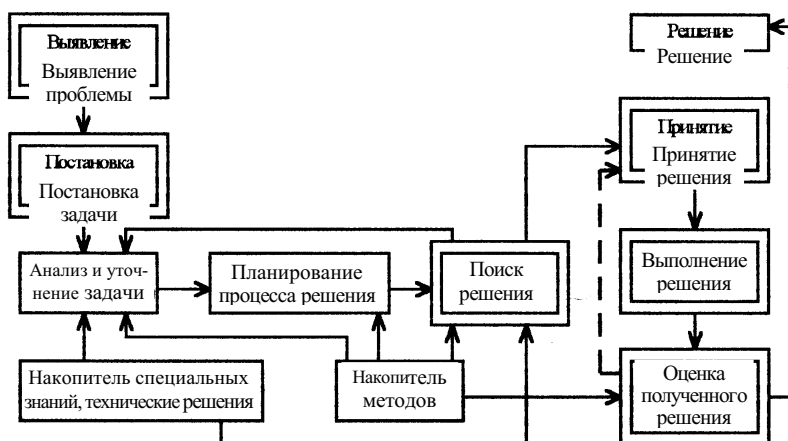 Выявление
Выявление
проблемы
Постановка
Постановка
задачи
Анализ и уточ-
нение задачи
Планирование
процесса решения
Поиск
решения
Накопитель специальных
знаний, технические решения
Накопитель
методов
Решение
Решение
Принятие
Принятие
решения
Выполнение
решения
Оценка
полученного
решения